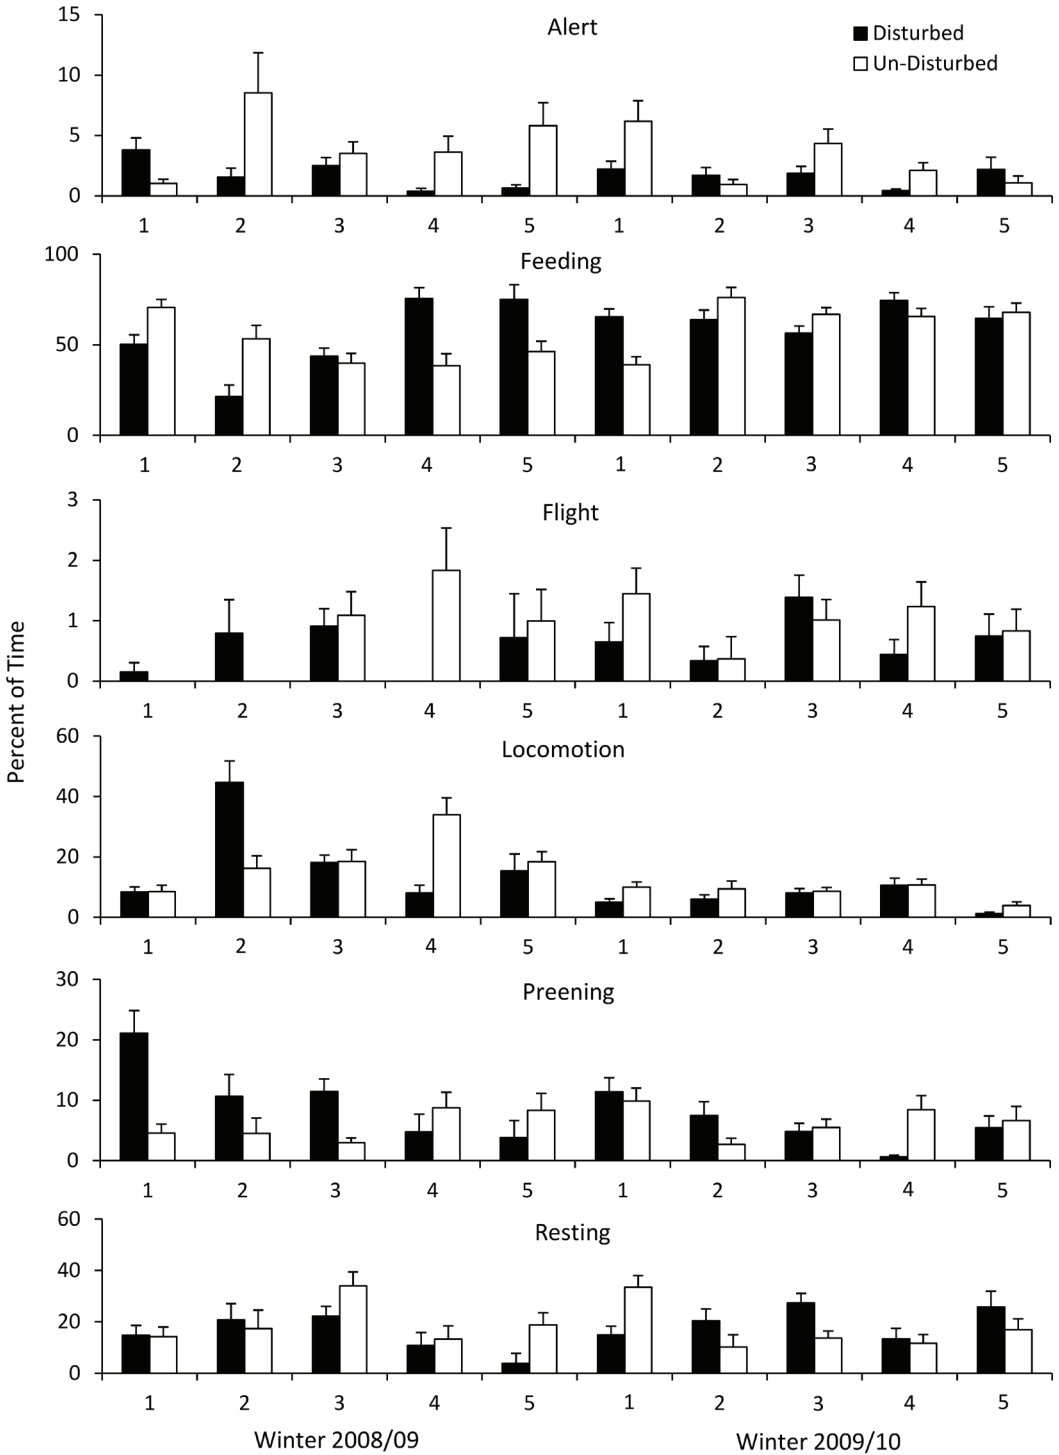 Alert
Disturbed
Un-Disturbed
15
10
5
0
1 2 3 4 5 1 2 3 4 5
Feeding
100
50
0
1 2 3 4 5 1 2 3 4 5
Flight
3
2
1
0
1 2 3 4 5 1 2 3 4 5
Percent of Time
Locomotion
60
40
20
0
1 2 3 4 5 1 2 3 4 5
Preening
30
20
10
0
1 2 3 4 5 1 2 3 4 5
Resting
60
40
20
0
1 2 3 4 5 1 2 3 4 5
Winter 2008/09 Winter 2009/10